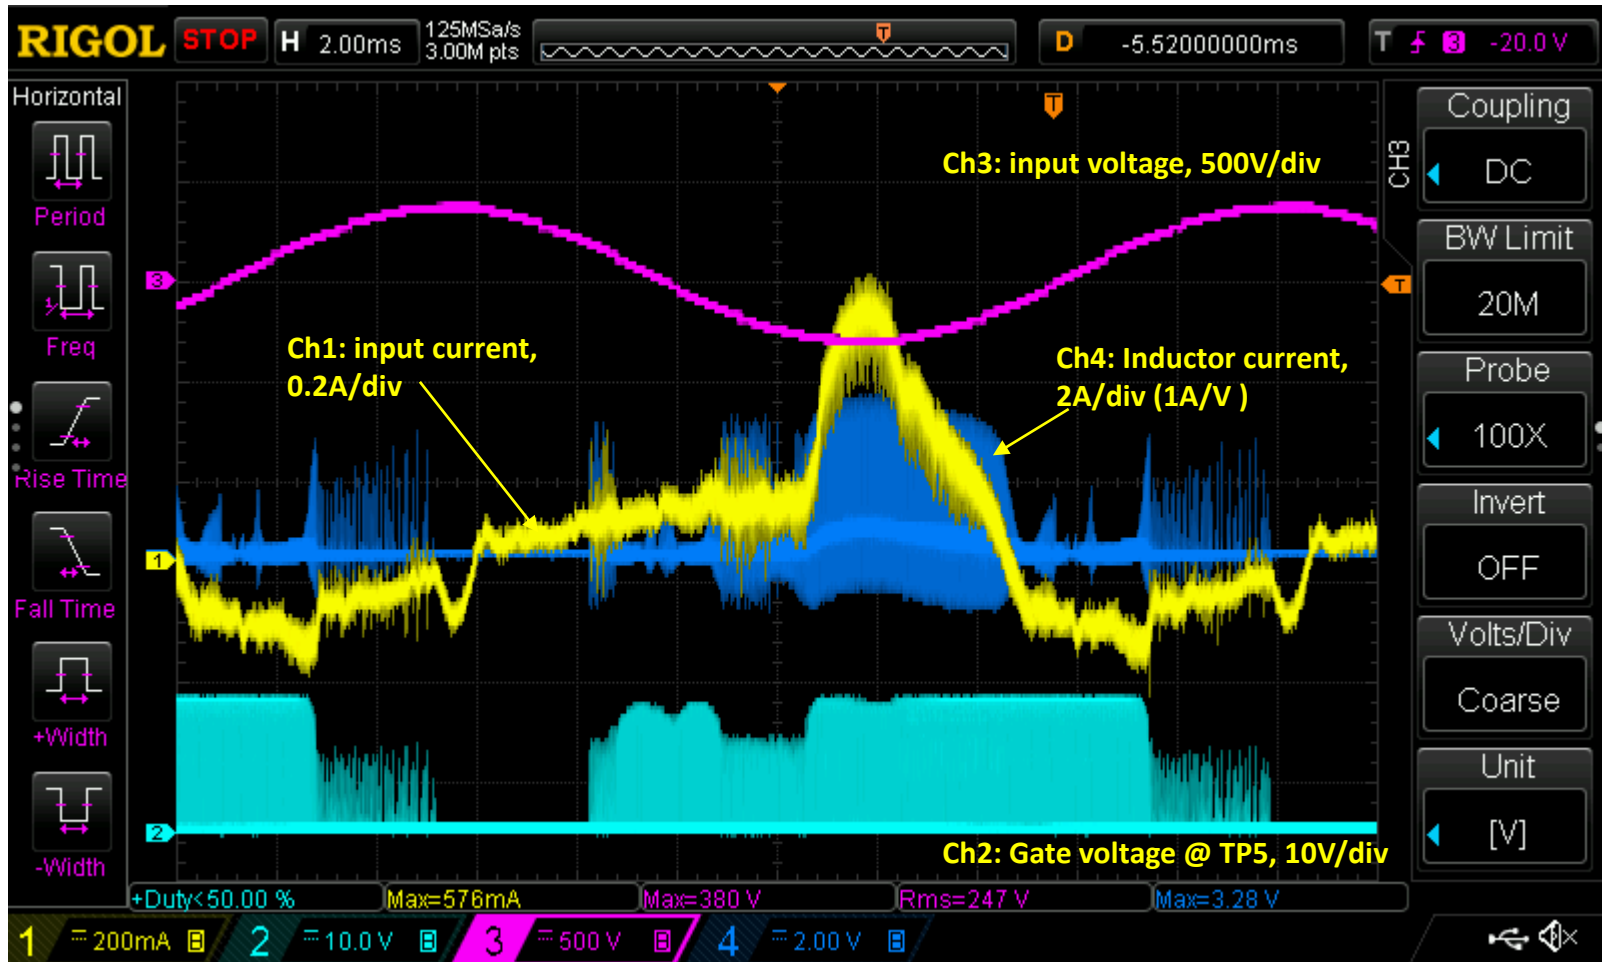 RIGOL STOP H 2.00ms 125MSa/s D -5.52000000ms T 3 -20.0 V
3.00M pts
T
Horizontal
T
Coupling
DC
CH3
Ch3: input voltage, 500V/div
Period
BW Limit
20M
3
T
Freq
Ch1: input current,
0.2A/div
Ch4: Inductor current,
2A/div (1A/V )
Probe
100X
Rise Time
Invert
OFF
1
Fall Time
Volts/Div
Coarse
+Width
Unit
[V]
2
Ch2: Gate voltage @ TP5, 10V/div
-Width
+Duty<50.00 % Max=576mA Max=380 V Rms=247 V Max=3.28 V
1 200mA B 2 10.0 V B 3 500 V B 4 2.00 V B